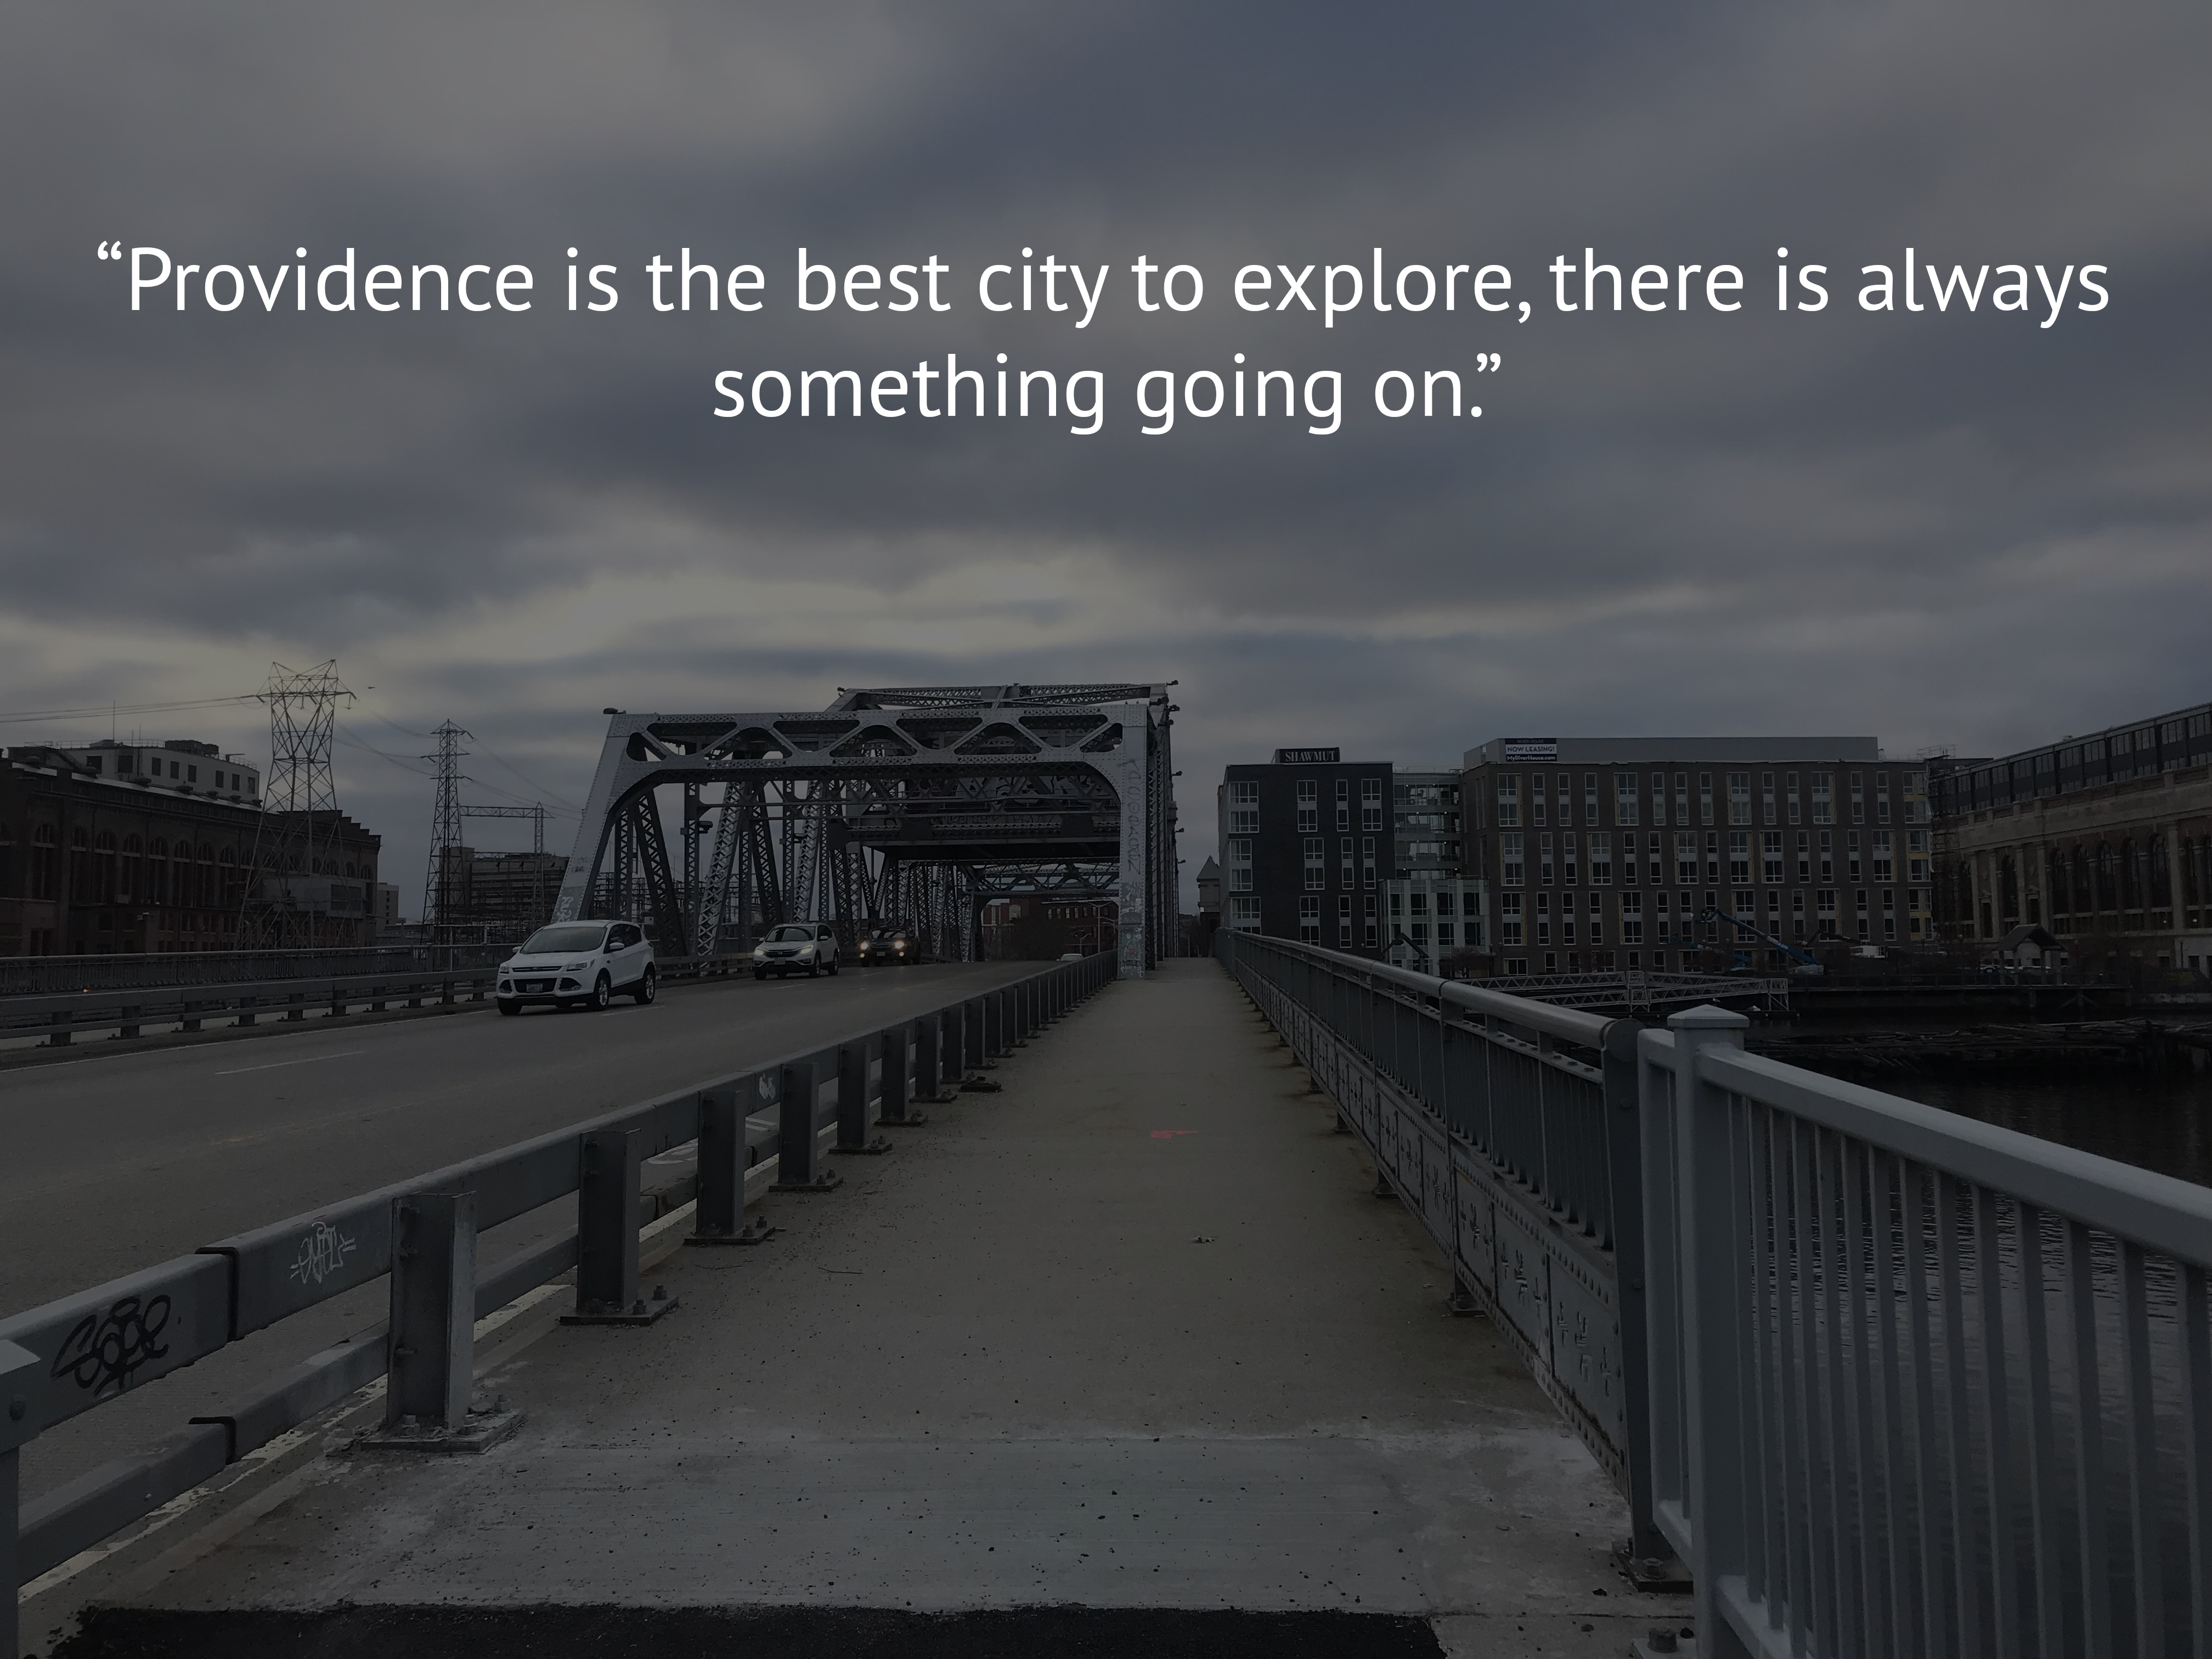 “Providence is the best city to explore, there is always
something going on.”
SHAWMUT
NOW LEASING!